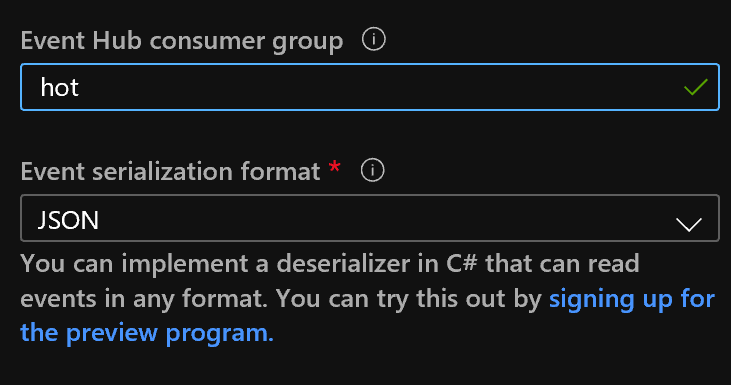 Event Hub consumer group
hot
Event serialization format *
JSON
You can implement a deserializer in C# that can read
events in any format. You can try this out by signing up for
the preview program.